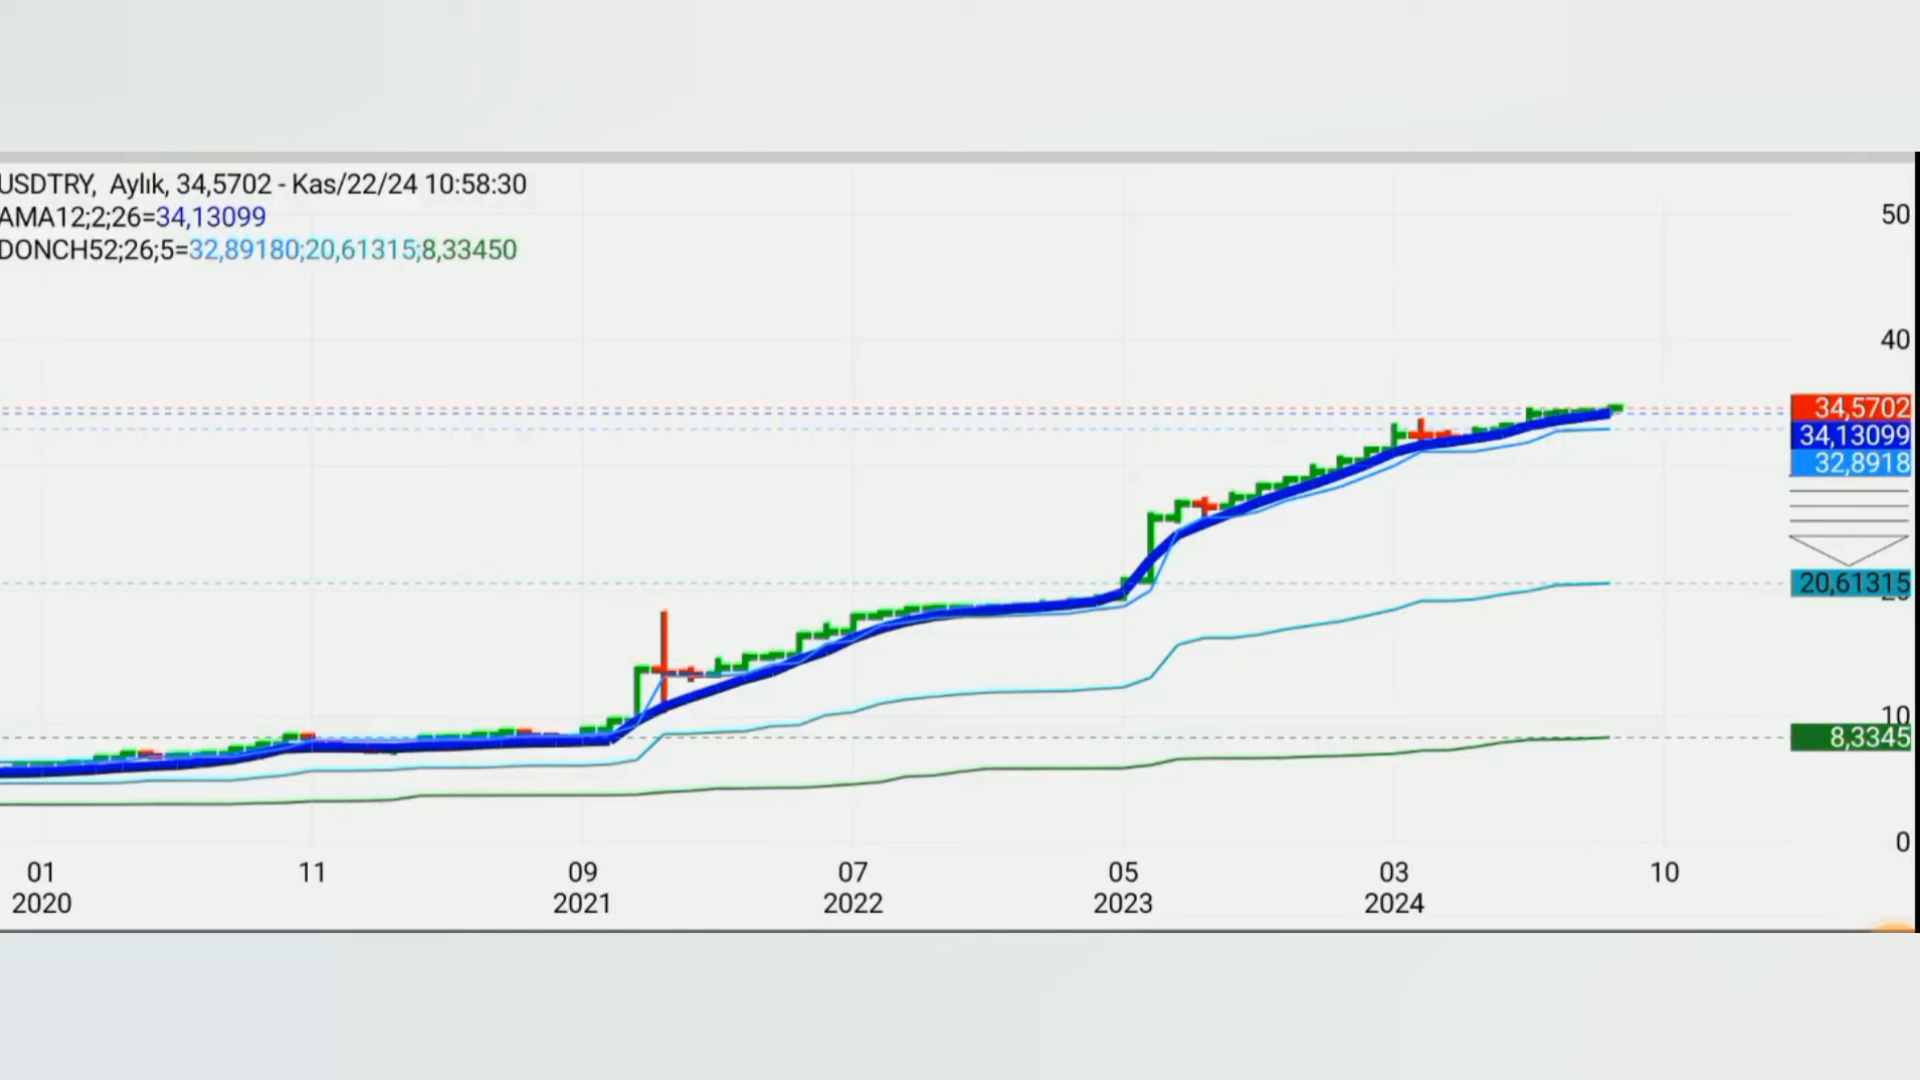 USDTRY, Aylık, 34,5702 - Kas/22/24 10:58:30
AMA12;2;26=34,13099
DONCH52;26;5=32,89180;20,61315;8,33450
50
40
34,5702
34,13099
32,8918
20,61315
10
8,3345
0
01 11 09 07 05 03 10
2020 2021 2022 2023 2024